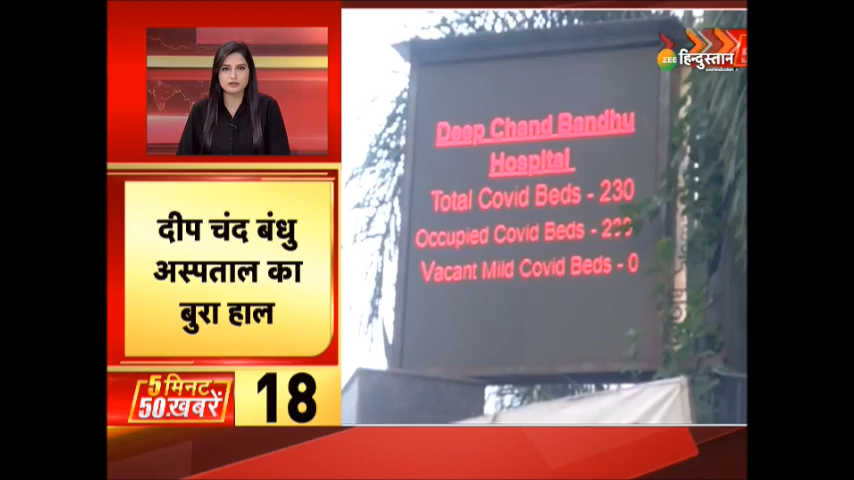 ZEE हिन्दुस्तान
Deep Chand Bandhu
Hospital
Total Covid Beds - 230
Occupied Covid Beds -
Vacant Mild Covid Beds - 0
दीप चंद बंधु
अस्पताल का
बुरा हाल
5 मिनट
50 खबरें
18